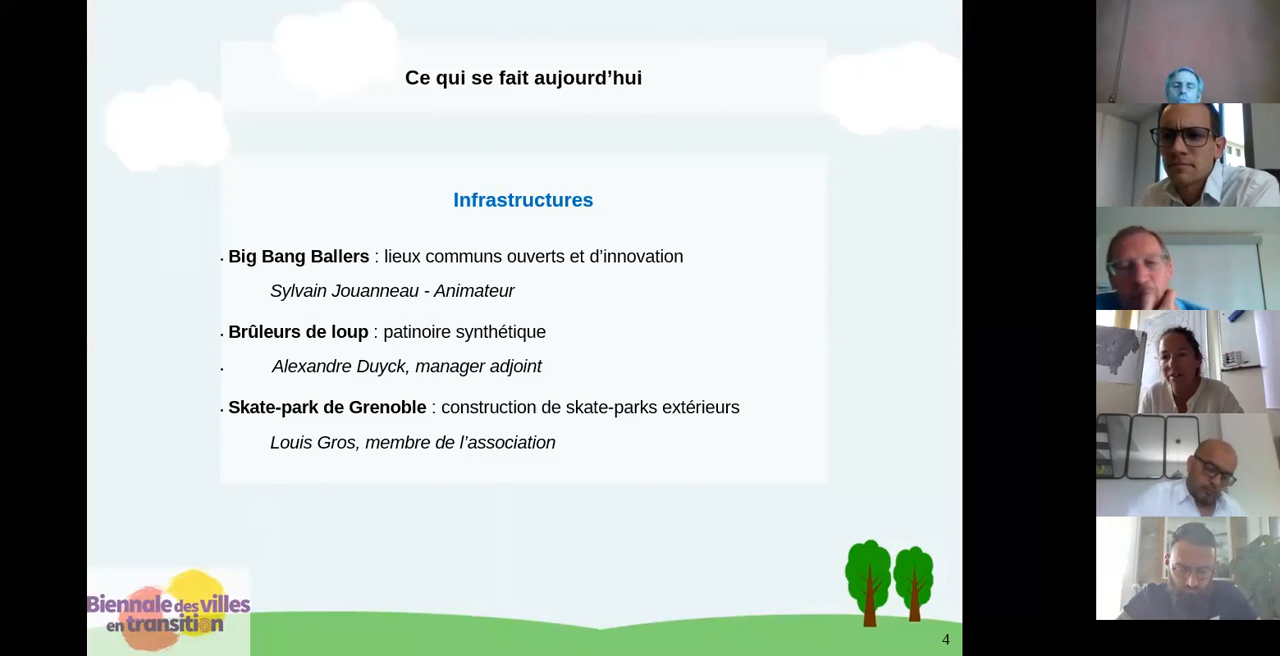 Ce qui se fait aujourd’hui
Infrastructures
Big Bang Ballers : lieux communs ouverts et d’innovation
Sylvain Jouanneau - Animateur
Brûleurs de loup : patinoire synthétique
Alexandre Duyck, manager adjoint
Skate-park de Grenoble : construction de skate-parks extérieurs
Louis Gros, membre de l’association
Biennale des villes
en transition
4